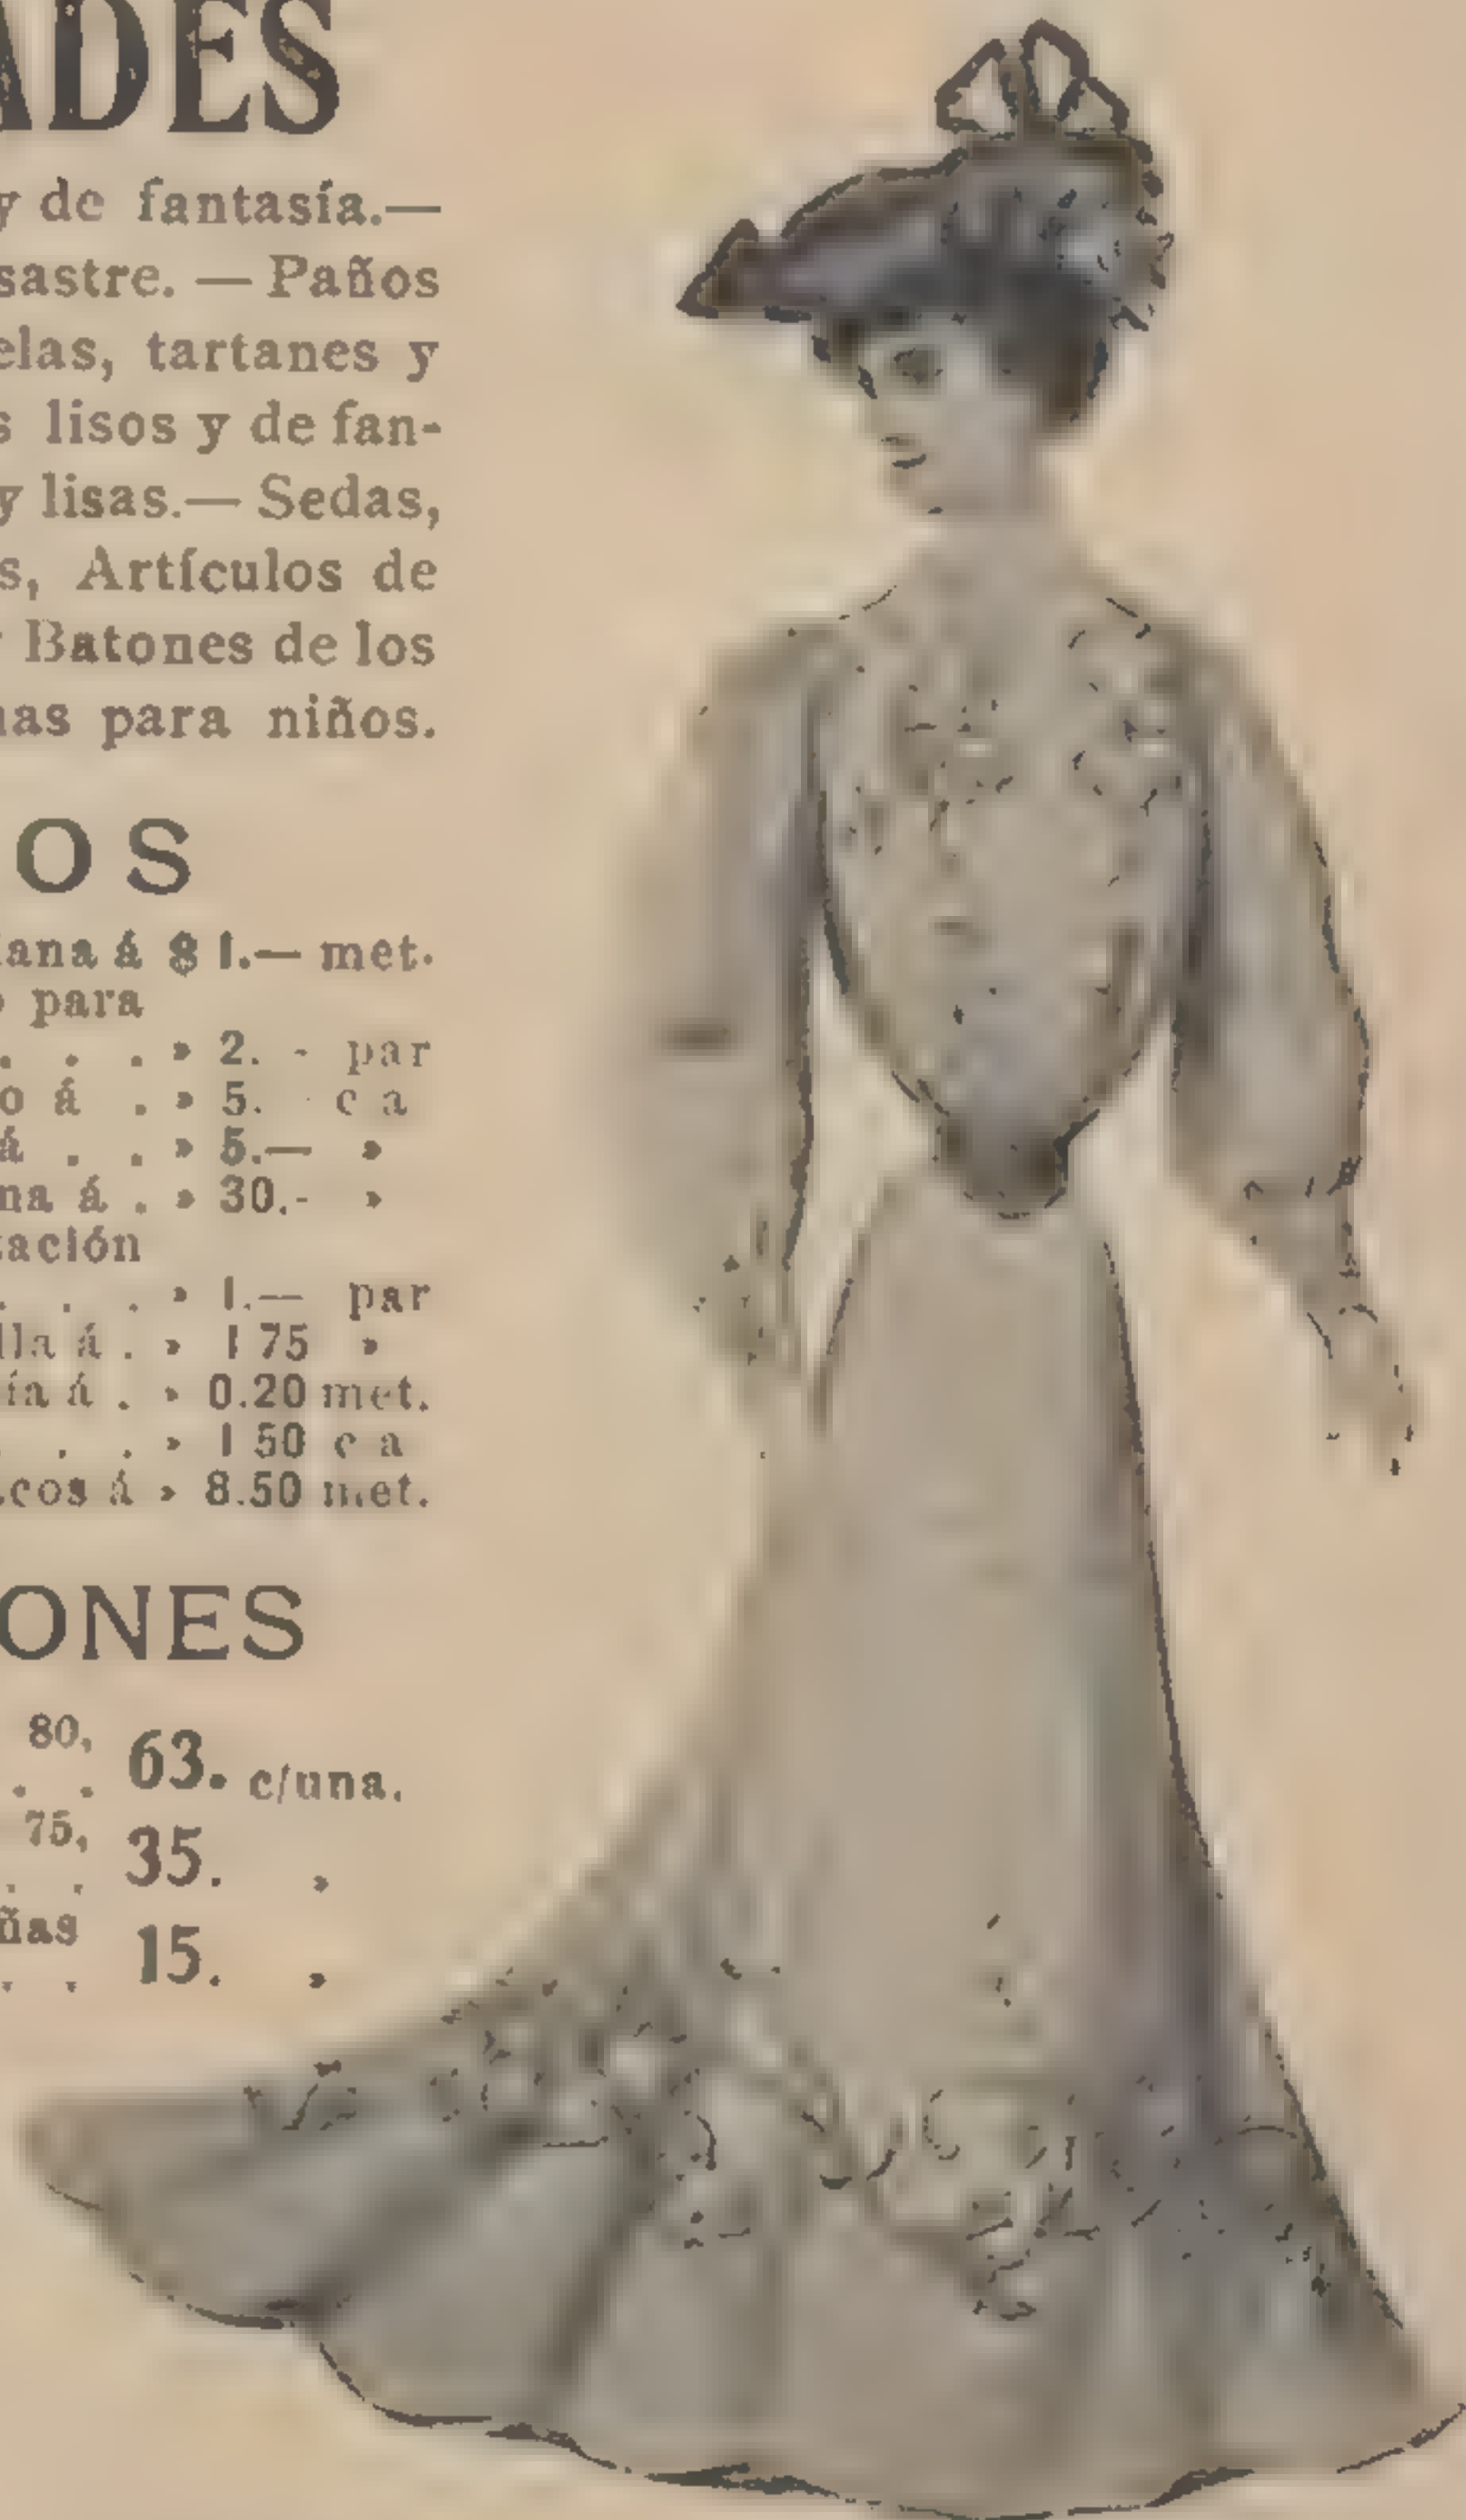 ADES
y de fantasía.—
sastre. — Paños
elas, tartanes y
s lisos y de fan-
y lisas.— Sedas,
s, Artículos de
Batones de los
nas para niños.
OS
lana á $ 1.— met.
para
. . . » 2. - par
o á . » 5. c a
á . . » 5.— »
na á . » 30.- »
zación
. . . » 1.— par
lla á . » 1 75 »
ía á . » 0.20 met.
. . . » 1 50 c a
cos á » 8.50 met.
ONES
80,
. . 63. c/una.
75,
. . 35. »
ñas
. . 15. »